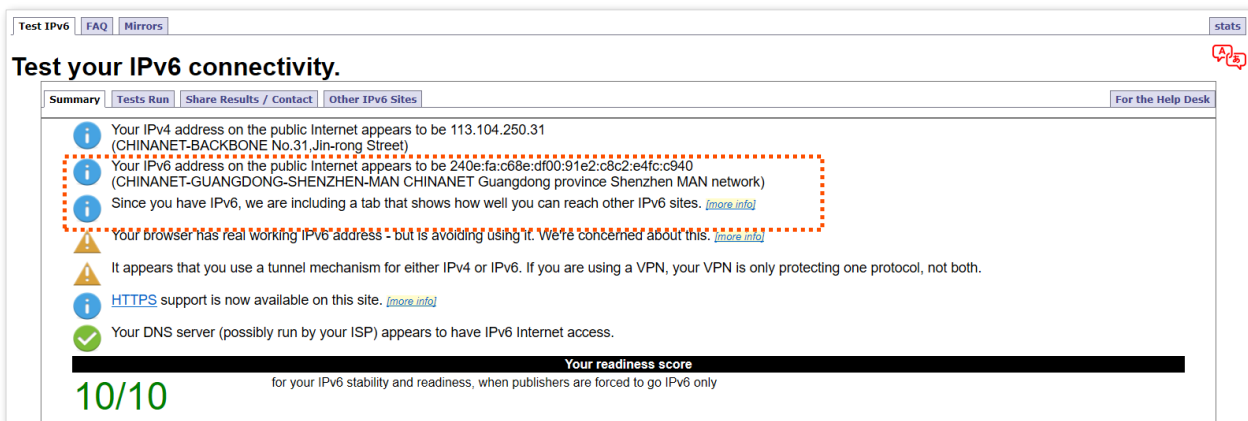 Test IPv6 FAQ Mirrors stats
Test your IPv6 connectivity.
Summary Tests Run Share Results / Contact Other IPv6 Sites For the Help Desk
Your IPv4 address on the public Internet appears to be 113.104.250.31
(CHINANET-BACKBONE No.31,Jin-rong Street)
Your IPv6 address on the public Internet appears to be 240e:fa:c68e:df00:91e2:c8c2:e4fc:c940
(CHINANET-GUANGDONG-SHENZHEN-MAN CHINANET Guangdong province Shenzhen MAN network)
Since you have IPv6, we are including a tab that shows how well you can reach other IPv6 sites. [more info]
Your browser has real working IPv6 address - but is avoiding using it. We're concerned about this. [more info]
It appears that you use a tunnel mechanism for either IPv4 or IPv6. If you are using a VPN, your VPN is only protecting one protocol, not both.
HTTPS support is now available on this site. [more info]
Your DNS server (possibly run by your ISP) appears to have IPv6 Internet access.
Your readiness score
10/10 for your IPv6 stability and readiness, when publishers are forced to go IPv6 only